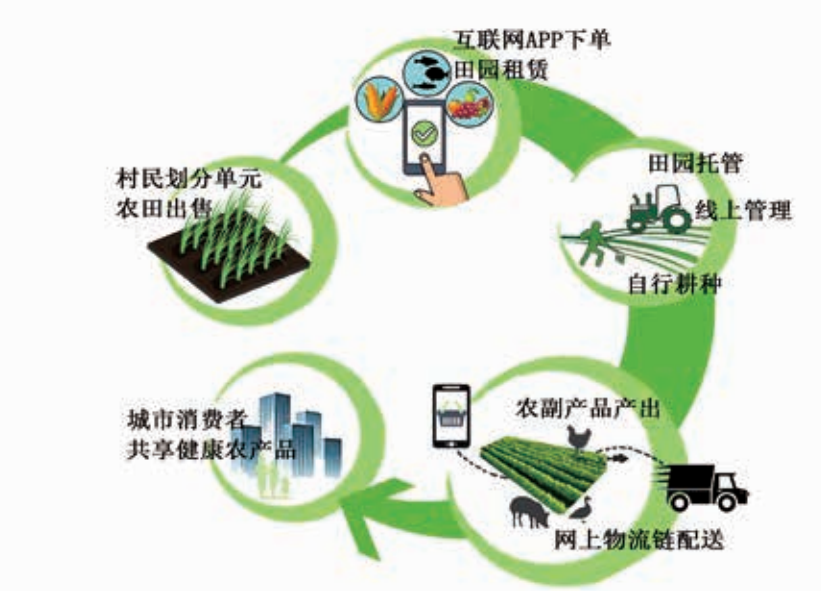 互联网APP下单
田园租赁
村民划分单元
农田出售
田园托管
线上管理
自行耕种
农副产品产出
网上物流链配送
城市消费者
共享健康农产品